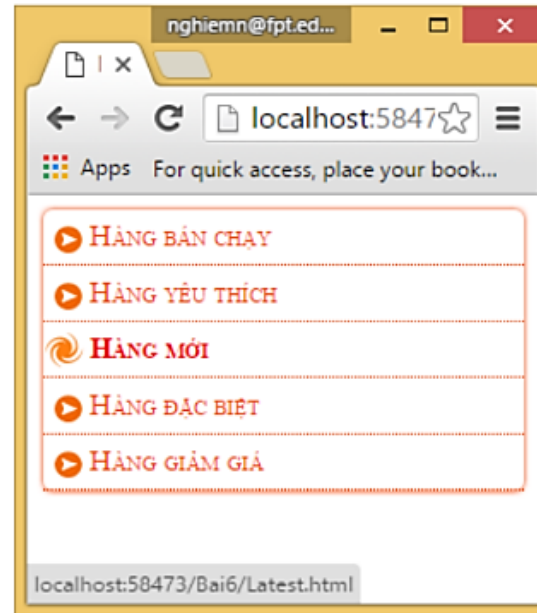 nghiemn@fpt.ed...
localhost:5847
Apps For quick access, place your book...
Hàng bán chạy
Hàng yêu thích
Hàng mới
Hàng đặc biệt
Hàng giảm giá
localhost:58473/Bai6/Latest.html